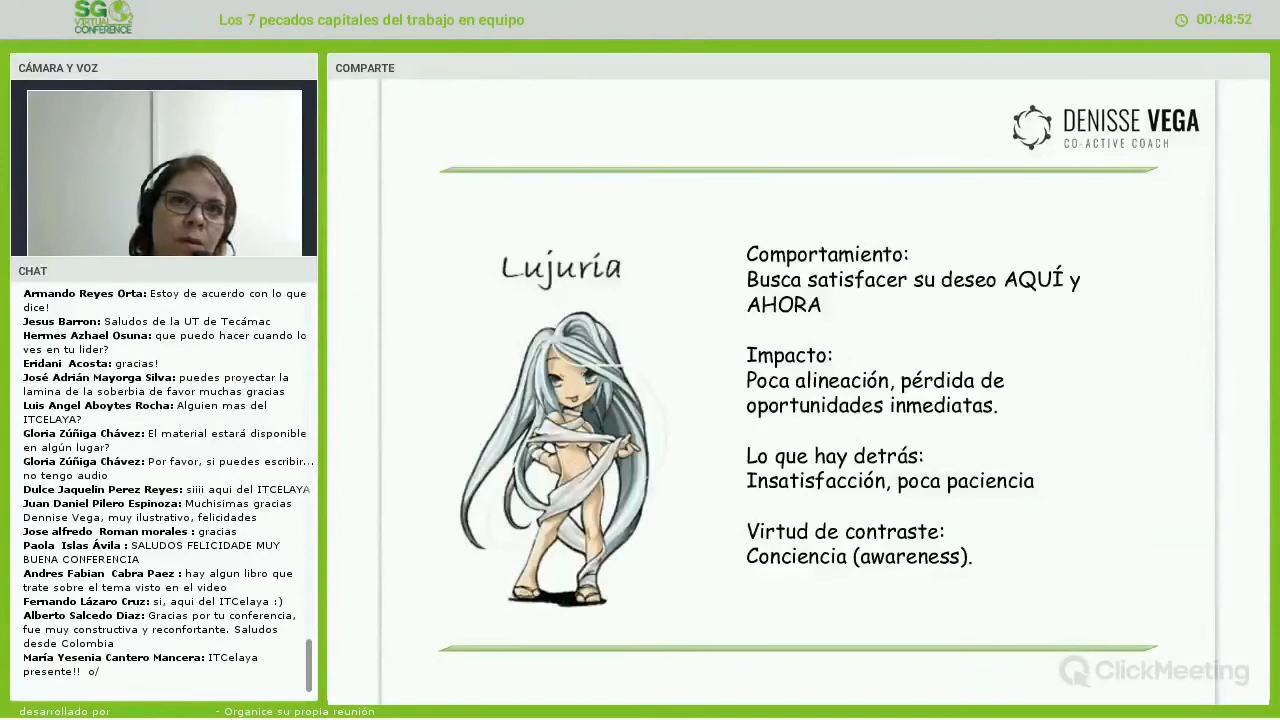 SG
VIRTUAL
CONFERENCE
Los 7 pecados capitales del trabajo en equipo
00:48:52
CÁMARA Y VOZ
CHAT
Armando Reyes Orta: Estoy de acuerdo con lo que
dice!
Jesus Barron: Saludos de la UT de Tecámac
Hermes Azhael Osuna: que puedo hacer cuando lo
ves en tu lider?
Eridani Acosta: gracias!
José Adrián Mayorga Silva: puedes proyectar la
lamina de la soberbia de favor muchas gracias
Luis Angel Aboytes Rocha: Alguien mas del
ITCELAYA?
Gloria Zúñiga Chávez: El material estará disponible
en algún lugar?
Gloria Zúñiga Chávez: Por favor, si puedes escribir...
no tengo audio
Dulce Jaquelin Perez Reyes: siiii aqui del ITCELAYA
Juan Daniel Pilero Espinoza: Muchisimas gracias
Dennise Vega, muy ilustrativo, felicidades
Jose alfredo Roman morales : gracias
Paola Islas Ávila : SALUDOS FELICIDADE MUY
BUENA CONFERENCIA
Andres Fabian Cabra Paez : hay algun libro que
trate sobre el tema visto en el video
Fernando Lázaro Cruz: si, aqui del ITCelaya :)
Alberto Salcedo Diaz: Gracias por tu conferencia,
fue muy constructiva y reconfortante. Saludos
desde Colombia
María Yesenia Cantero Mancera: ITCelaya
presente!! o/
COMPARTE
DENISSE VEGA
CO-ACTIVE COACH
Lujuria
Comportamiento:
Busca satisfacer su deseo AQUÍ y
AHORA
Impacto:
Poca alineación, pérdida de
oportunidades inmediatas.
Lo que hay detrás:
Insatisfacción, poca paciencia
Virtud de contraste:
Conciencia (awareness).
ClickMeeting
desarrollado por - Organice su propia reunión